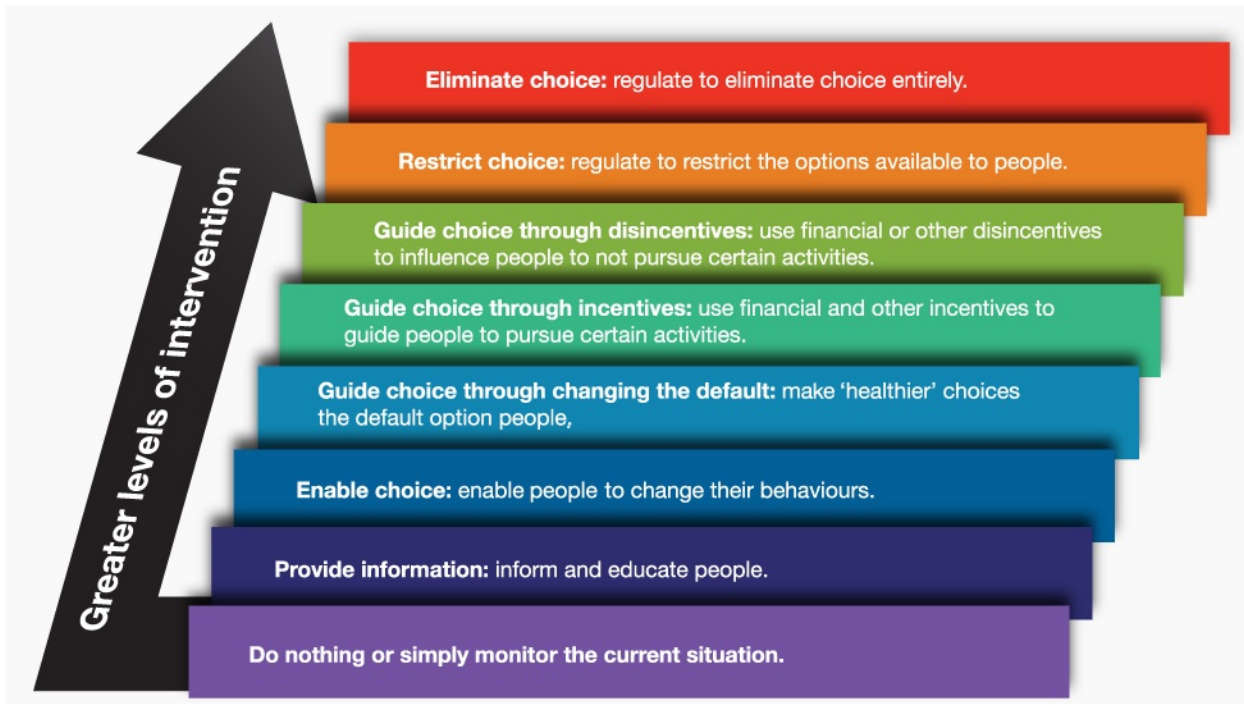 Greater levels of intervention
Eliminate choice: regulate to eliminate choice entirely.
Restrict choice: regulate to restrict the options available to people.
Guide choice through disincentives: use financial or other disincentives
to influence people to not pursue certain activities.
Guide choice through incentives: use financial and other incentives to
guide people to pursue certain activities.
Guide choice through changing the default: make ‘healthier’ choices
the default option people,
Enable choice: enable people to change their behaviours.
Provide information: inform and educate people.
Do nothing or simply monitor the current situation.